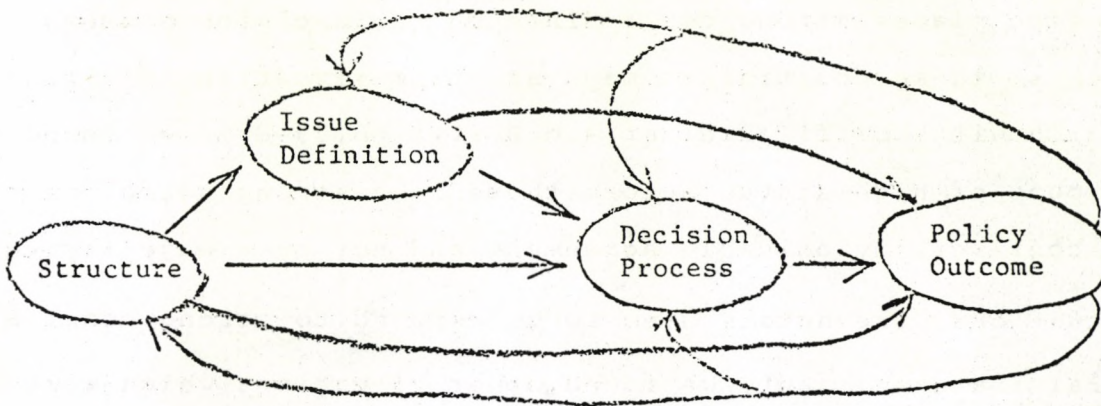 Issue
Definition
Structure
Decision
Process
Policy
Outcome